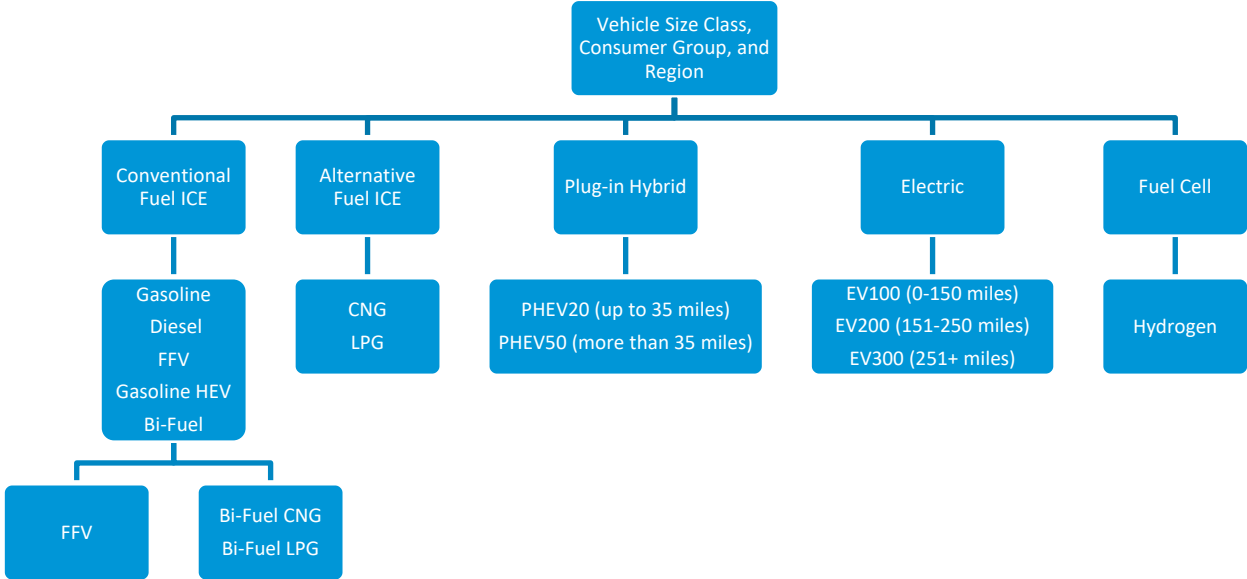 Vehicle Size Class,
Consumer Group, and
Region
Conventional
Fuel ICE
Alternative
Fuel ICE
Plug-in Hybrid
Electric
Fuel Cell
Gasoline
Diesel
FFV
Gasoline HEV
Bi-Fuel
CNG
LPG
PHEV20 (up to 35 miles)
PHEV50 (more than 35 miles)
EV100 (0-150 miles)
EV200 (151-250 miles)
EV300 (251+ miles)
Hydrogen
FFV
Bi-Fuel CNG
Bi-Fuel LPG